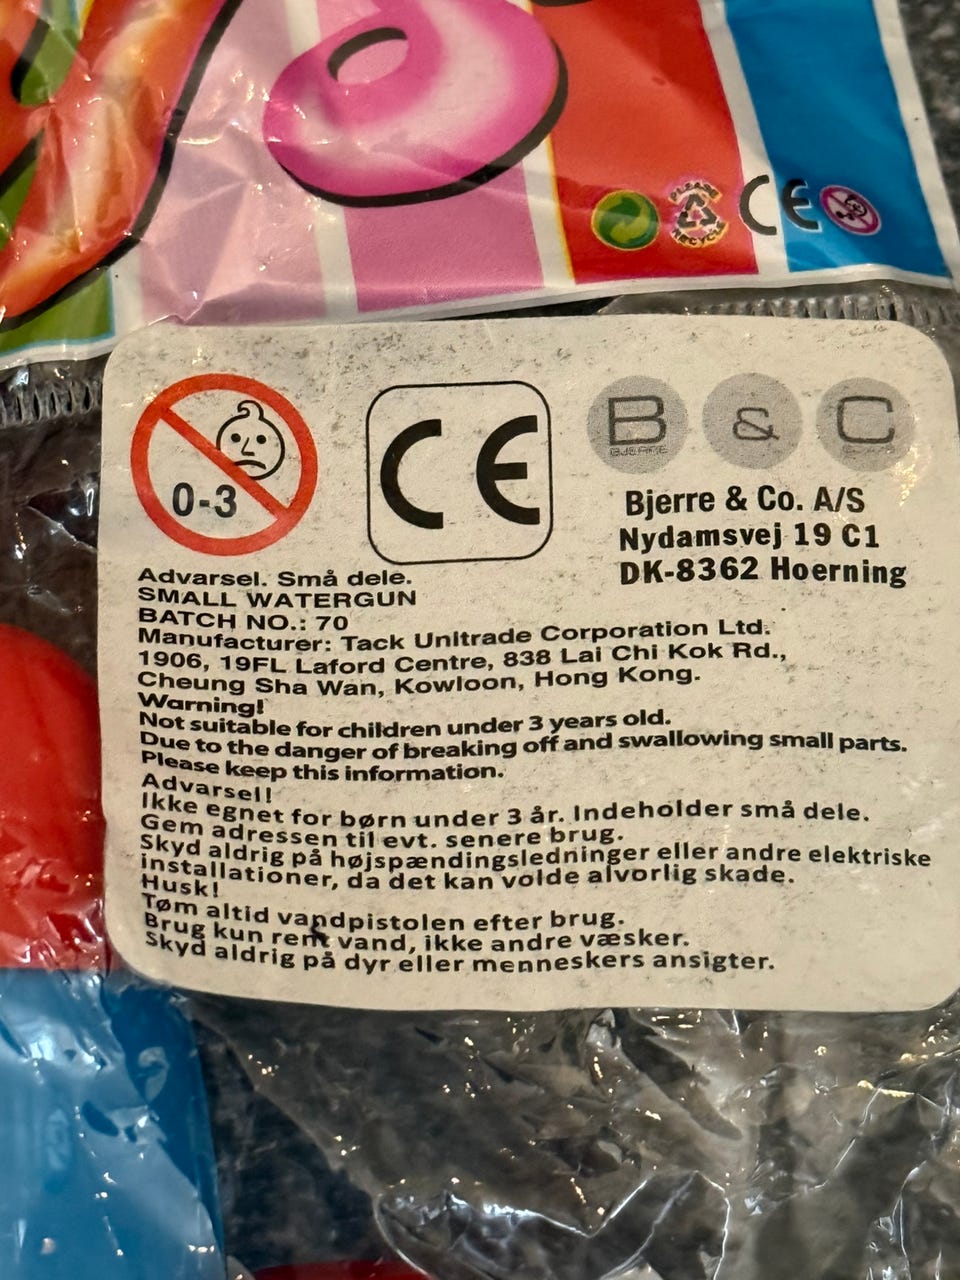 PLEASE
RECYCLE
CE
0-3
CE
B & C
BJERRE
Bjerre & Co. A/S
Nydamsvej 19 C1
DK-8362 Hoerning
Advarsel. Små dele.
SMALL WATERGUN
BATCH NO.: 70
Manufacturer: Tack Unitrade Corporation Ltd.
1906, 19FL Laford Centre, 838 Lai Chi Kok Rd.,
Cheung Sha Wan, Kowloon, Hong Kong.
Warning!
Not suitable for children under 3 years old.
Due to the danger of breaking off and swallowing small parts.
Please keep this information.
Advarsel!
Ikke egnet for børn under 3 år. Indeholder små dele.
Gem adressen til evt. senere brug.
Skyd aldrig på højspændingsledninger eller andre elektriske
installationer, da det kan volde alvorlig skade.
Husk!
Tøm altid vandpistolen efter brug.
Brug kun rent vand, ikke andre væsker.
Skyd aldrig på dyr eller menneskers ansigter.